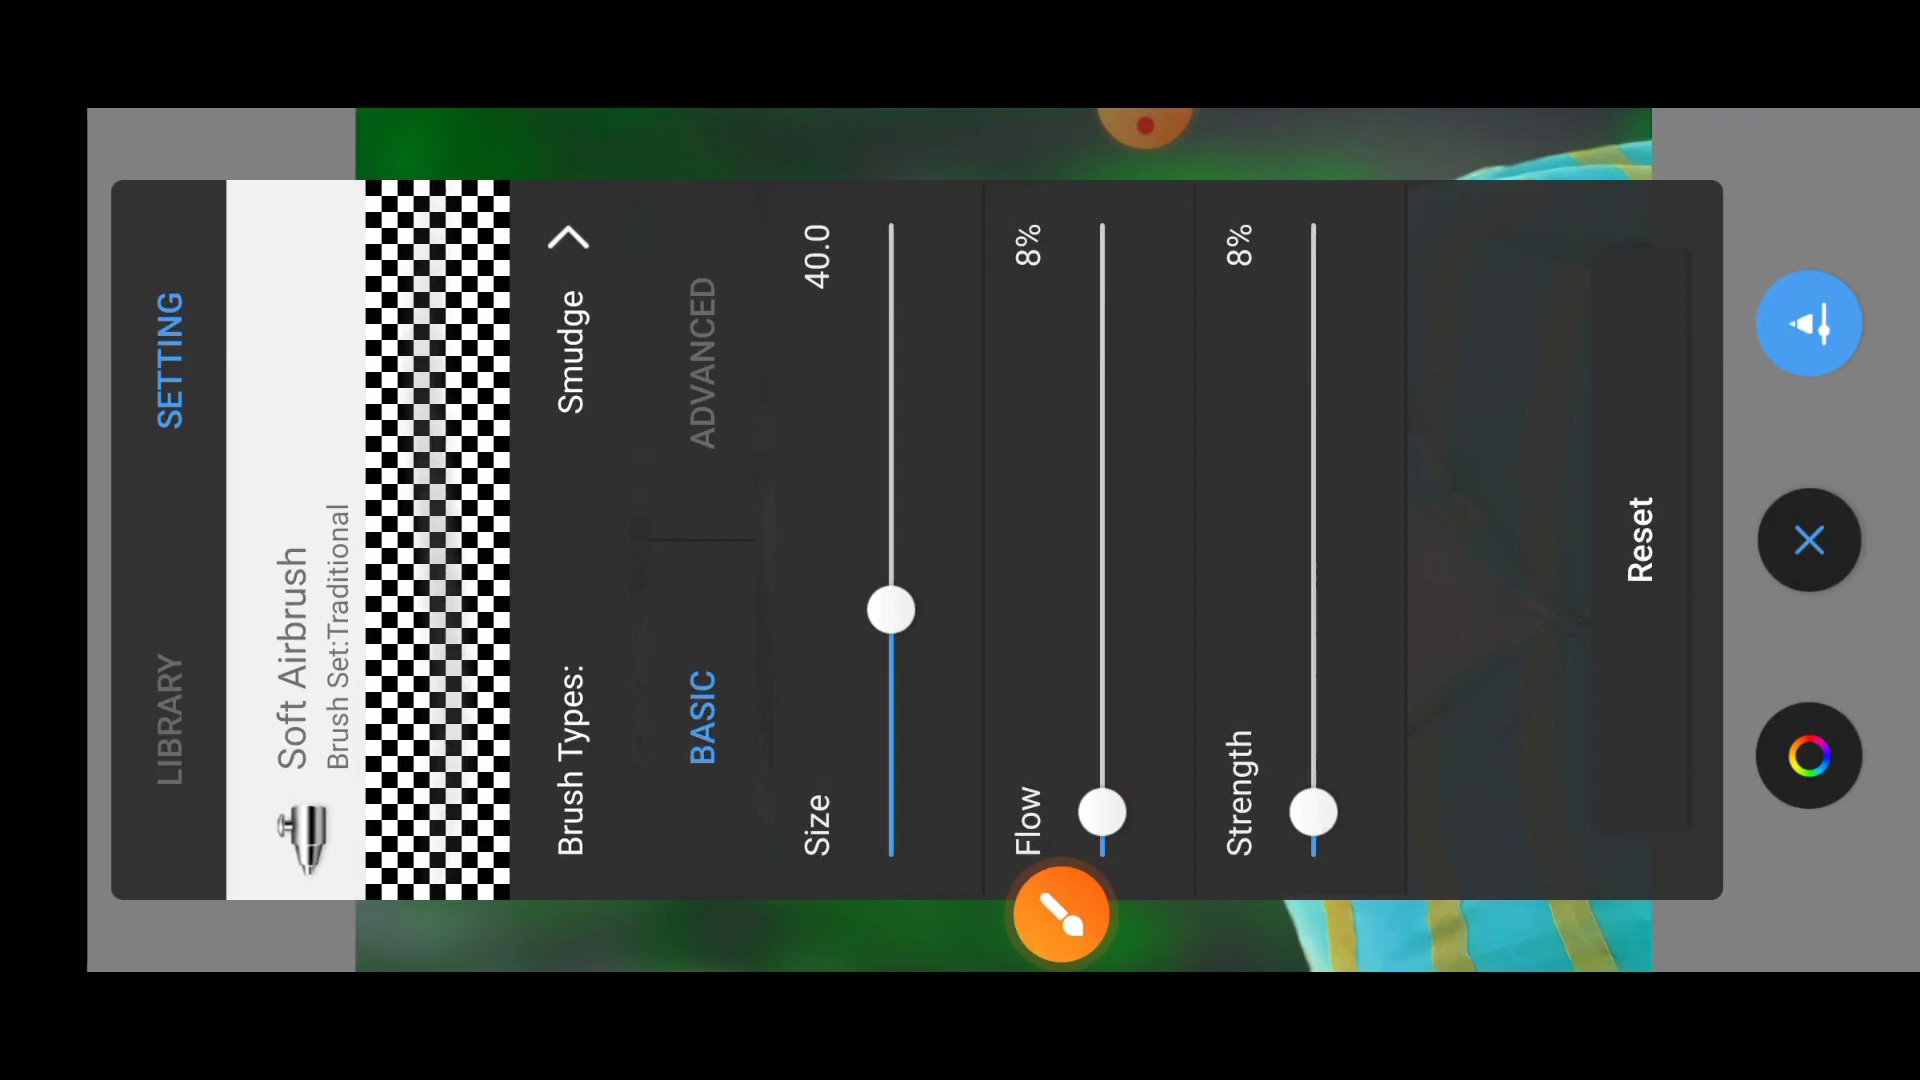 LIBRARY SETTING
Soft Airbrush
Brush Set:Traditional
Brush Types: Smudge
BASIC ADVANCED
Size 40.0
Flow 8%
Strength 8%
Reset